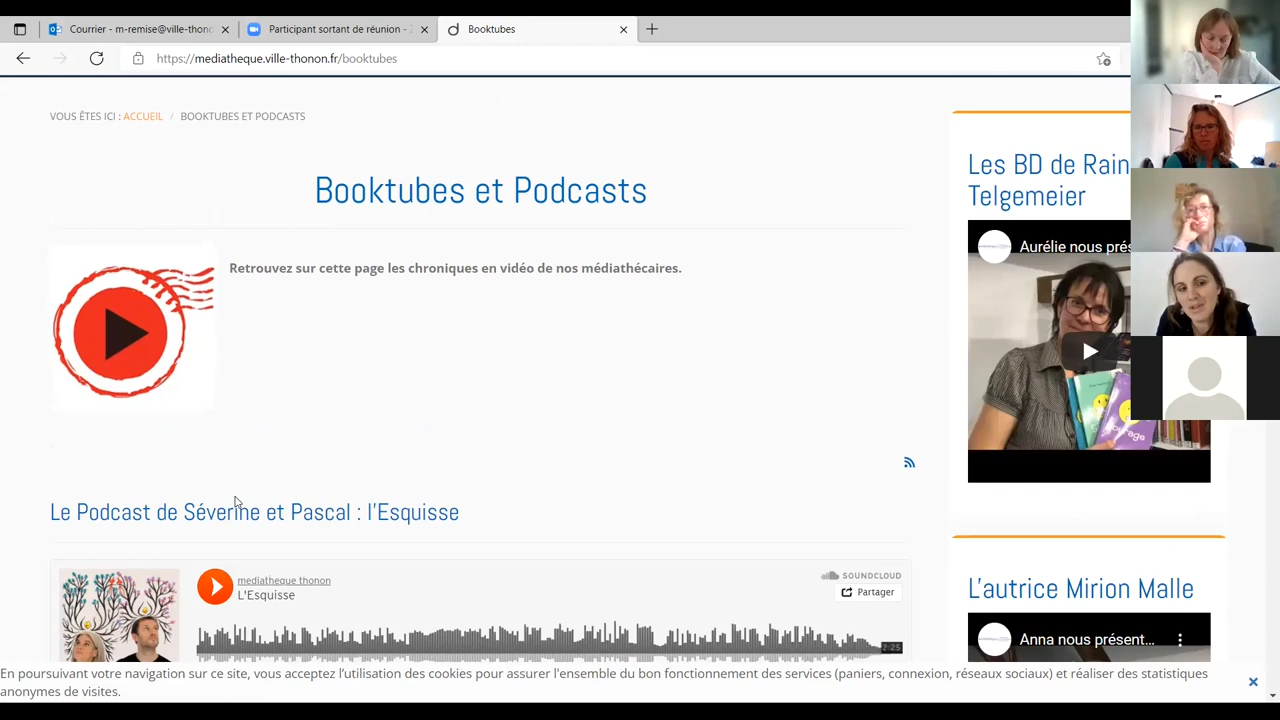 Courrier - m-remise@ville-thono
Participant sortant de réunion - 2
Booktubes
https://mediatheque.ville-thonon.fr/booktubes
VOUS ÊTES ICI : ACCUEIL / BOOKTUBES ET PODCASTS
Booktubes et Podcasts
Retrouvez sur cette page les chroniques en vidéo de nos médiathécaires.
Le Podcast de Séverine et Pascal : l'Esquisse
mediatheque thonon
L'Esquisse
SOUNDCLOUD
Partager
2:25
Les BD de Rain
Telgemeier
Aurélie nous prés
L'autrice Mirion Malle
Anna nous présent...
En poursuivant votre navigation sur ce site, vous acceptez l'utilisation des cookies pour assurer l'ensemble du bon fonctionnement des services (paniers, connexion, réseaux sociaux) et réaliser des statistiques
anonymes de visites.